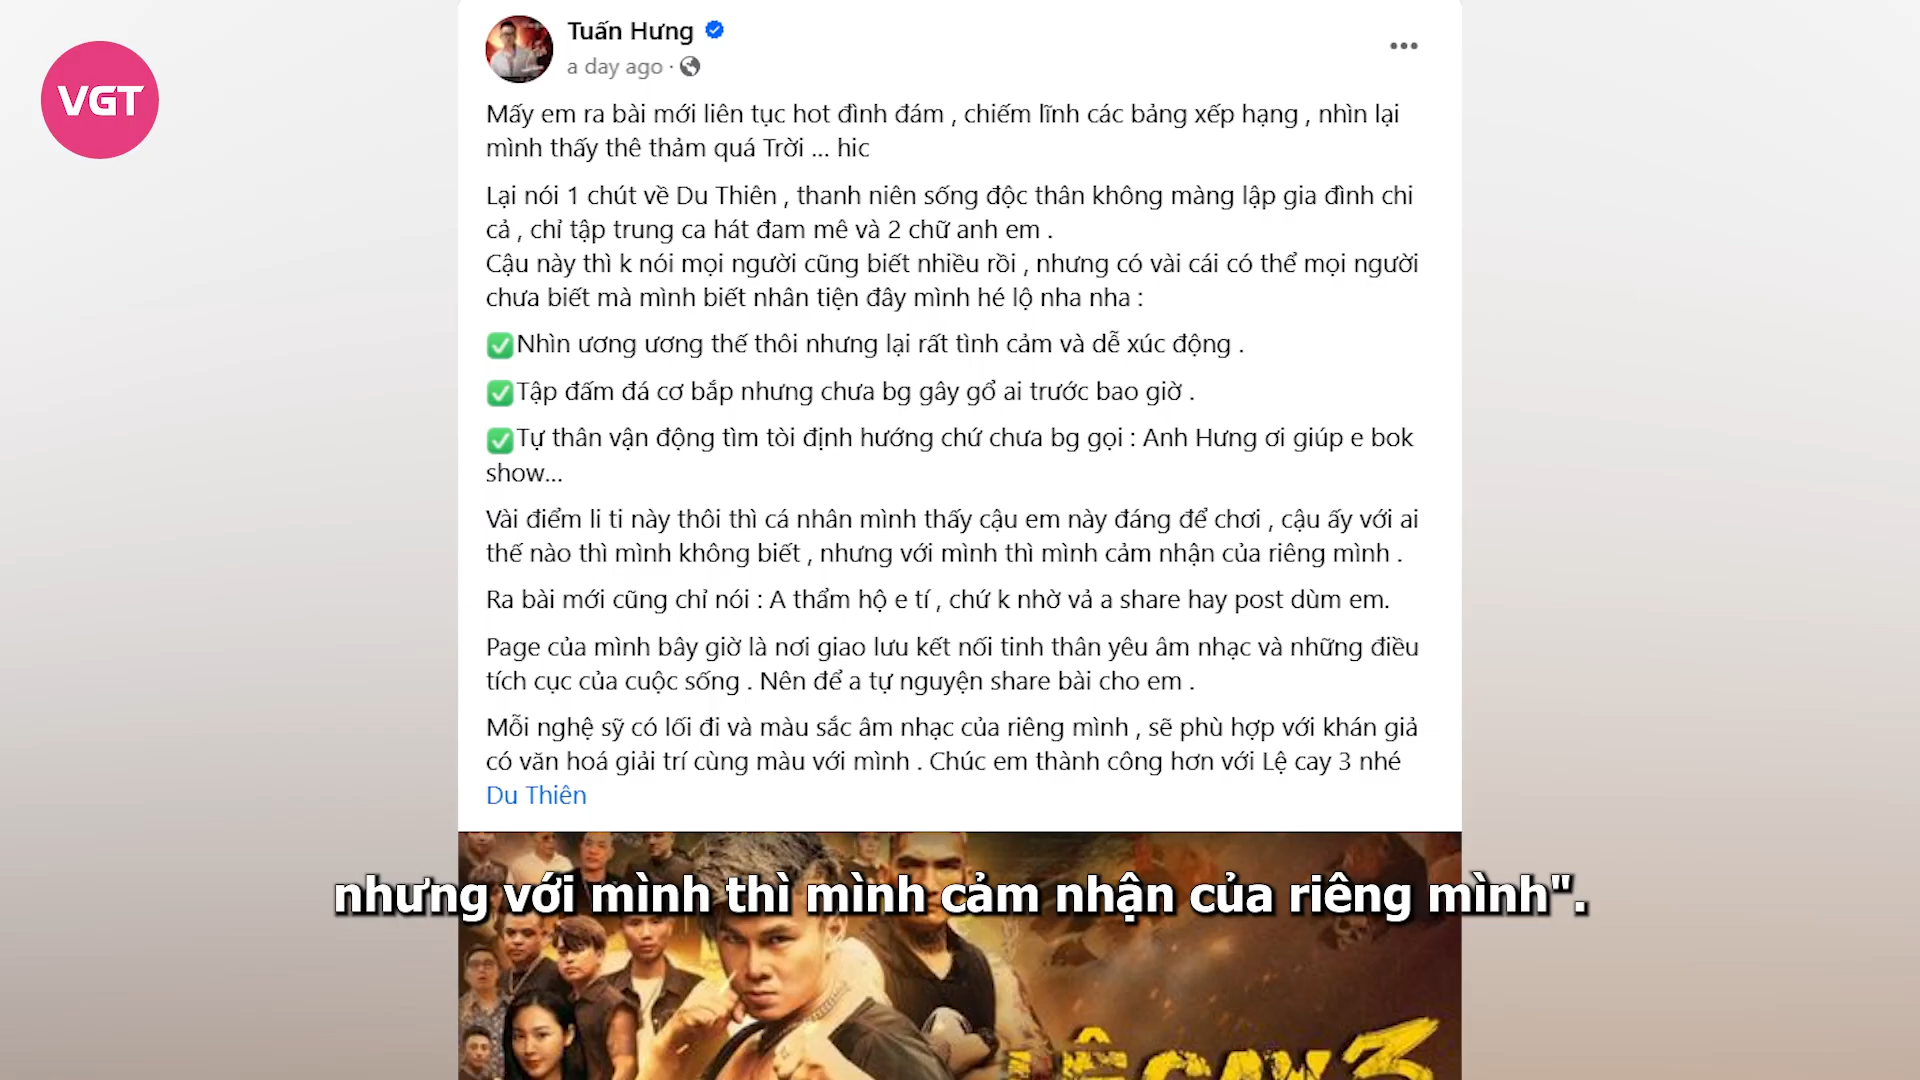 VGT
Tuấn Hưng
a day ago ·
Mấy em ra bài mới liên tục hot đình đám , chiếm lĩnh các bảng xếp hạng , nhìn lại
mình thấy thê thảm quá Trời ... hic
Lại nói 1 chút về Du Thiên , thanh niên sống độc thân không màng lập gia đình chi
cả , chỉ tập trung ca hát đam mê và 2 chữ anh em .
Cậu này thì k nói mọi người cũng biết nhiều rồi , nhưng có vài cái có thể mọi người
chưa biết mà mình biết nhân tiện đây mình hé lộ nha nha :
✅Nhìn ương ương thế thôi nhưng lại rất tình cảm và dễ xúc động .
✅Tập đấm đá cơ bắp nhưng chưa bg gây gổ ai trước bao giờ .
✅Tự thân vận động tìm tòi định hướng chứ chưa bg gọi : Anh Hưng ơi giúp e bok
show...
Vài điểm li ti này thôi thì cá nhân mình thấy cậu em này đáng để chơi , cậu ấy với ai
thế nào thì mình không biết , nhưng với mình thì mình cảm nhận của riêng mình .
Ra bài mới cũng chỉ nói : A thẩm hộ e tí , chứ k nhờ vả a share hay post dùm em.
Page của mình bây giờ là nơi giao lưu kết nối tinh thân yêu âm nhạc và những điều
tích cục của cuộc sống . Nên để a tự nguyện share bài cho em .
Mỗi nghệ sỹ có lối đi và màu sắc âm nhạc của riêng mình , sẽ phù hợp với khán giả
có văn hoá giải trí cùng màu với mình . Chúc em thành công hơn với Lệ cay 3 nhé
Du Thiên
nhưng với mình thì mình cảm nhận của riêng mình".
LỆ CAY 3